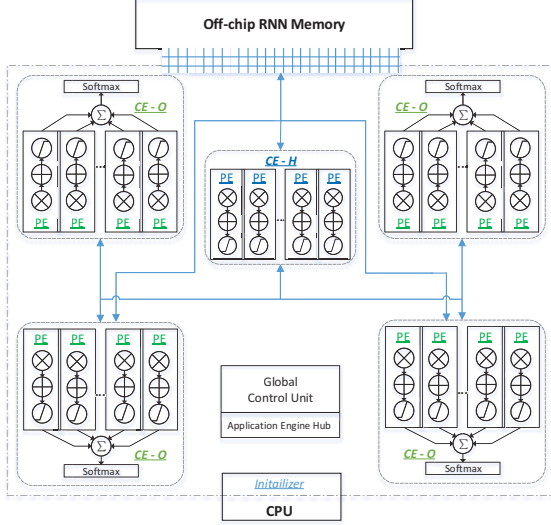 Off-chip RNN Memory
Softmax
CE - O
Σ
PE PE PE PE
CE - H
PE PE PE PE
Softmax
CE - O
Σ
PE PE PE PE
PE PE PE PE
Σ
CE - O
Softmax
Global
Control Unit
Application Engine Hub
PE PE PE PE
Σ
CE - O
Softmax
Initailizer
CPU